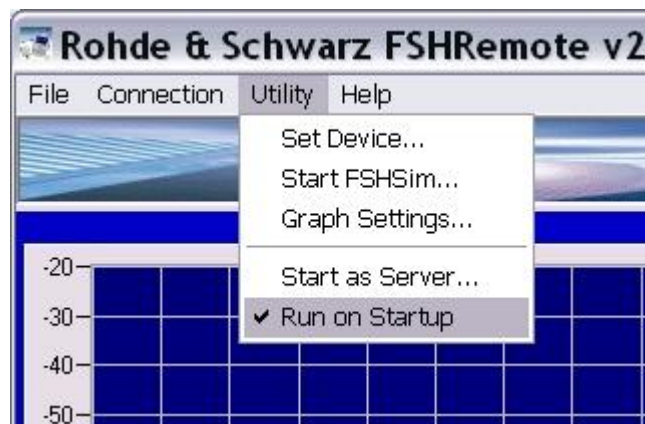 Rohde & Schwarz FSHRemote v2
File Connection Utility Help
Set Device...
Start FSHSim...
Graph Settings...
Start as Server...
✔ Run on Startup
-20
-30
-40
-50